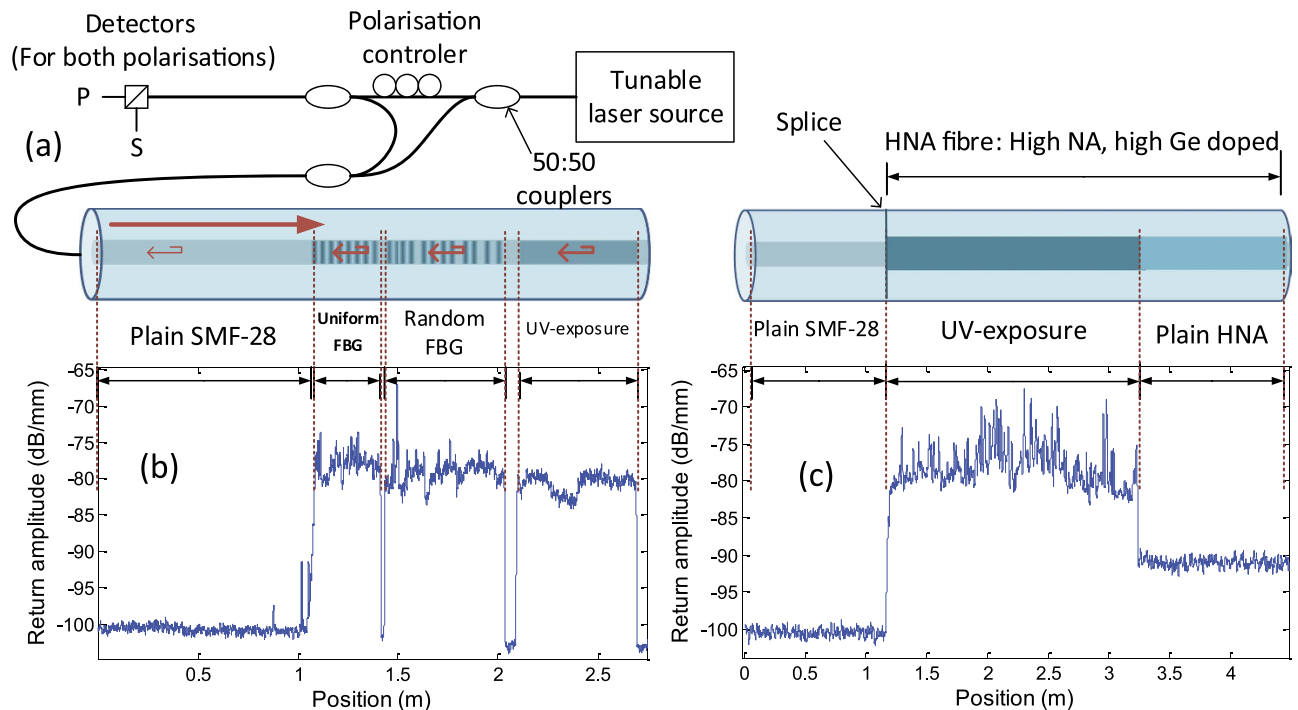 Detectors
(For both polarisations)
P
S
Polarisation
controler
Tunable
laser source
50:50
couplers
(a)
Plain SMF-28
Uniform
FBG
Random
FBG
UV-exposure
-65
-70
-75
-80
-85
-90
-95
-100
Return amplitude (dB/mm)
(b)
0.5
1
1.5
2
2.5
Position (m)
Splice
HNA fibre: High NA, high Ge doped
Plain SMF-28
UV-exposure
Plain HNA
-65
-70
-75
-80
-85
-90
-95
-100
Return amplitude (dB/mm)
(c)
0
0.5
1
1.5
2
2.5
3
3.5
4
Position (m)